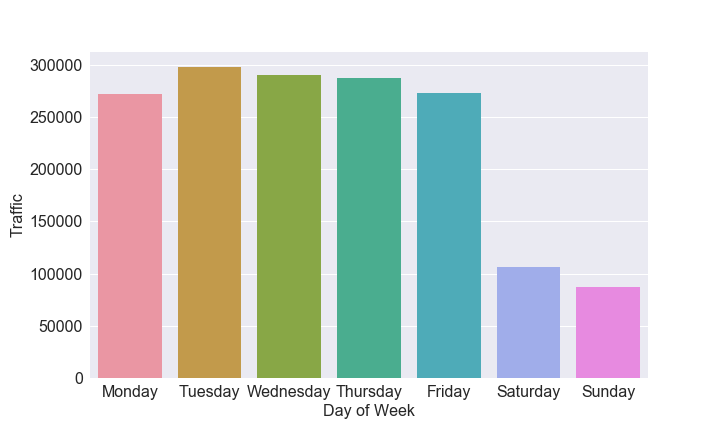 300000
250000
200000
150000
100000
50000
0
Traffic
Monday Tuesday Wednesday Thursday Friday Saturday Sunday
Day of Week